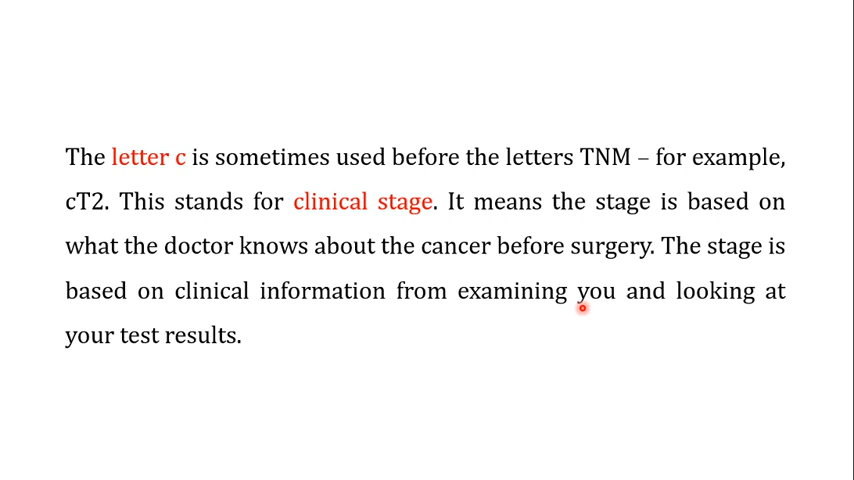 The letter c is sometimes used before the letters TNM – for example,
cT2. This stands for clinical stage. It means the stage is based on
what the doctor knows about the cancer before surgery. The stage is
based on clinical information from examining you and looking at
your test results.